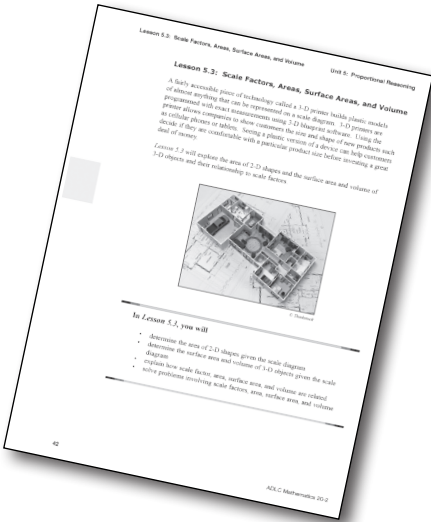 Lesson 5.3: Scale Factors, Areas, Surface Areas, and Volume
Unit 5: Proportional Reasoning
Lesson 5.3: Scale Factors, Areas, Surface Areas, and Volume
A fairly accessible piece of technology called a 3-D printer builds plastic models
of almost anything that can be represented on a scale diagram. 3-D printers are
programmed with exact measurements using 3-D blueprint software. Using the
printer allows companies to show customers the size and shape of new products such
as cellular phones or tablets. Seeing a plastic version of a device can help customers
decide if they are comfortable with a particular product size before investing a great
deal of money.
Lesson 5.3 will explore the area of 2-D shapes and the surface area and volume of
3-D objects and their relationship to scale factors.
© Thinkstock
In Lesson 5.3, you will
• determine the area of 2-D shapes given the scale diagram
• determine the surface area and volume of 3-D objects given the scale
diagram
• explain how scale factor, area, surface area, and volume are related
• solve problems involving scale factors, area, surface area, and volume
42
ADLC Mathematics 20-2